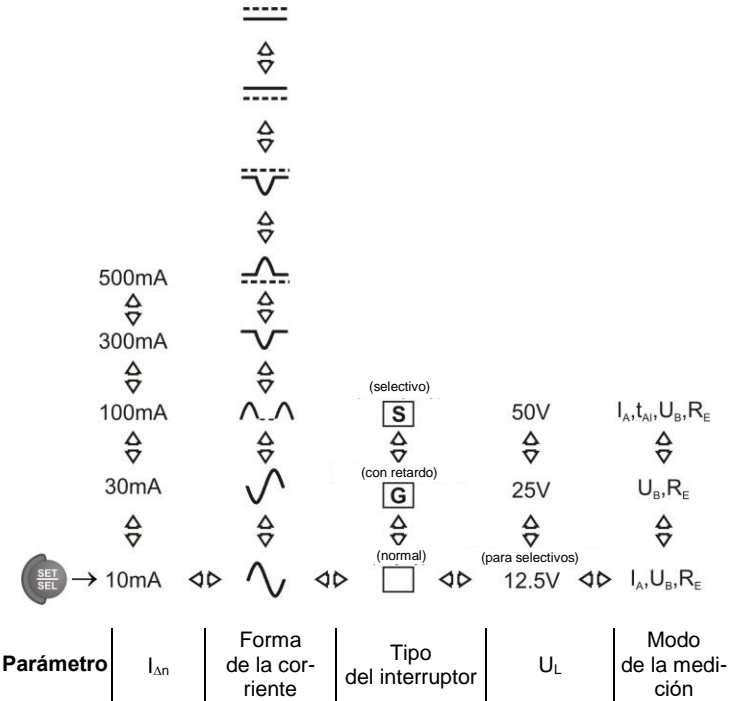 500mA
300mA
(selectivo)
100mA S 50V I_A,t_AI,U_B,R_E
(con retardo)
30mA G 25V U_B,R_E
(normal) (para selectivos)
SET
SEL → 10mA 12.5V I_A,U_B,R_E
Parámetro I_Δn Forma de la cor-riente Tipo del interruptor U_L Modo de la medi-ción